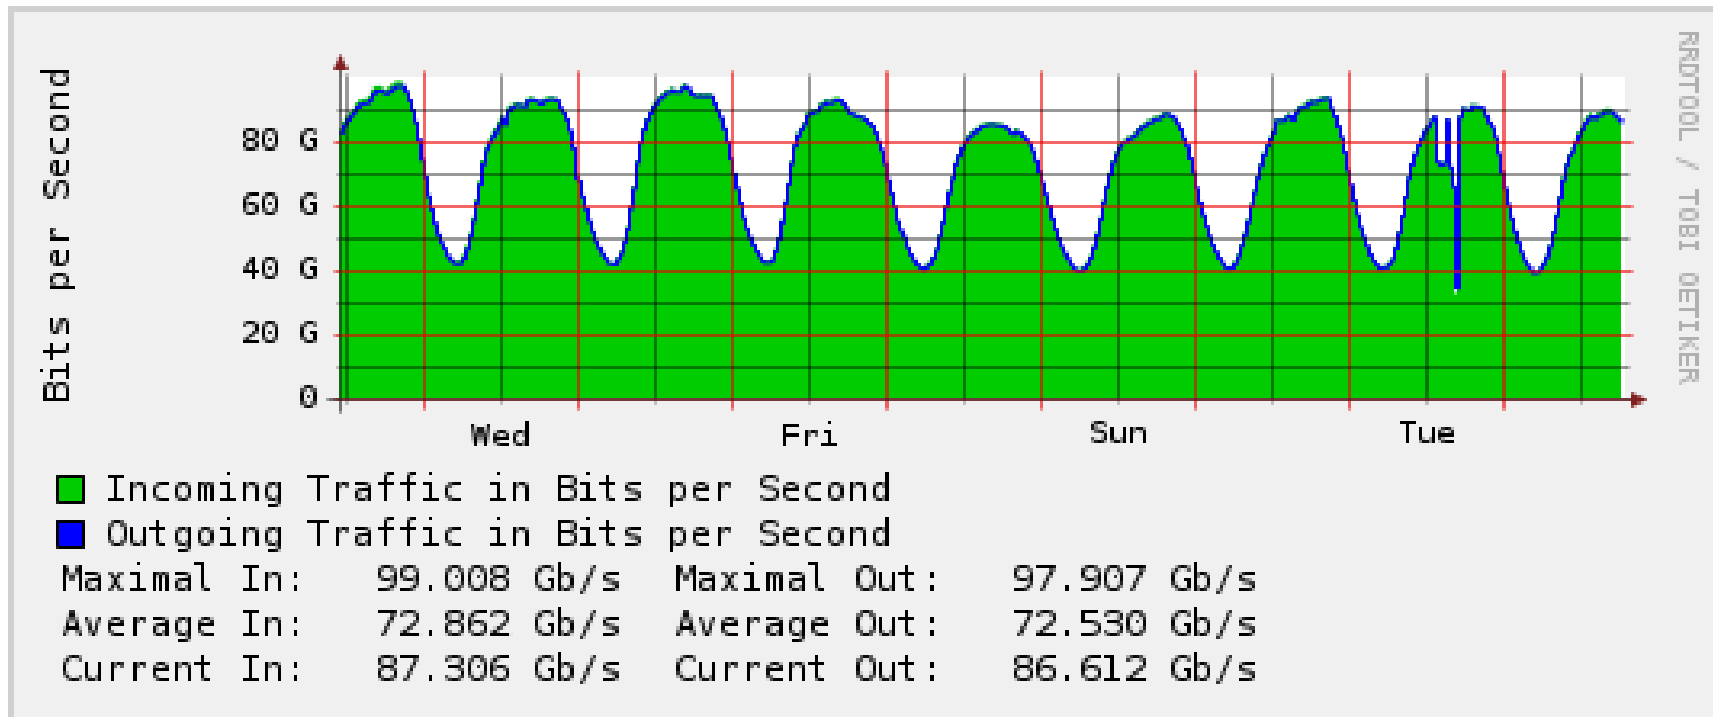 Bits per Second
80 G
60 G
40 G
20 G
0
Wed Fri Sun Tue
RRDTOOL / TOBI OETIKER
Incoming Traffic in Bits per Second
Outgoing Traffic in Bits per Second
Maximal In: 99.008 Gb/s Maximal Out: 97.907 Gb/s
Average In: 72.862 Gb/s Average Out: 72.530 Gb/s
Current In: 87.306 Gb/s Current Out: 86.612 Gb/s